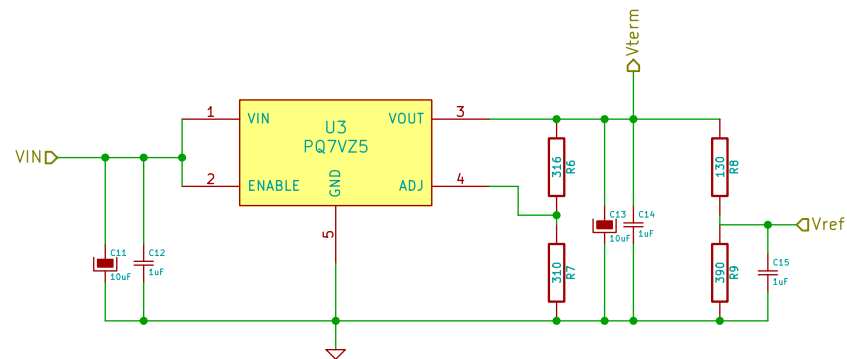 Vterm
1
VIN
VOUT
3
U3
PQ7VZ5
VIN
2
ENABLE
GND
ADJ
4
5
316
R6
130
R8
C13
10uF
C14
1uF
Vref
C11
10uF
C12
1uF
310
R7
390
R9
C15
1uF